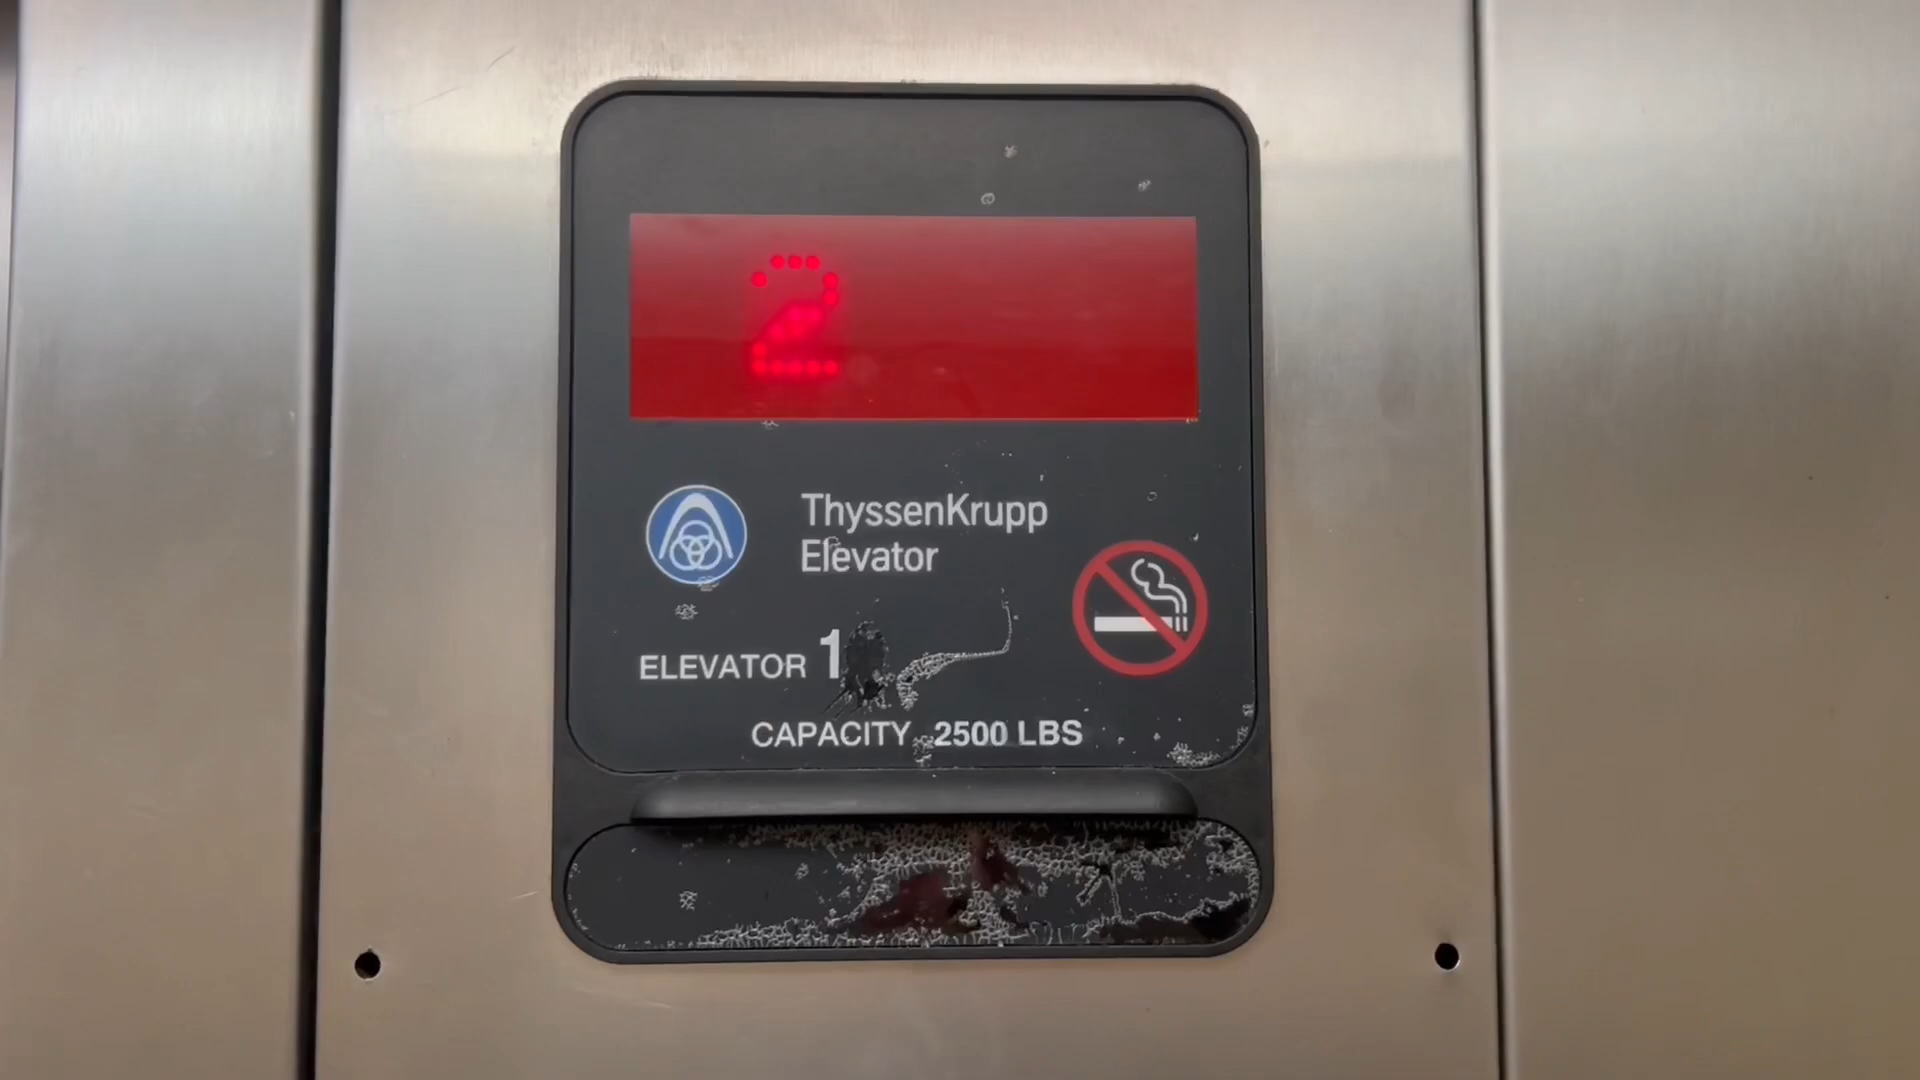 2
ThyssenKrupp
Elevator
ELEVATOR 1
CAPACITY 2500 LBS